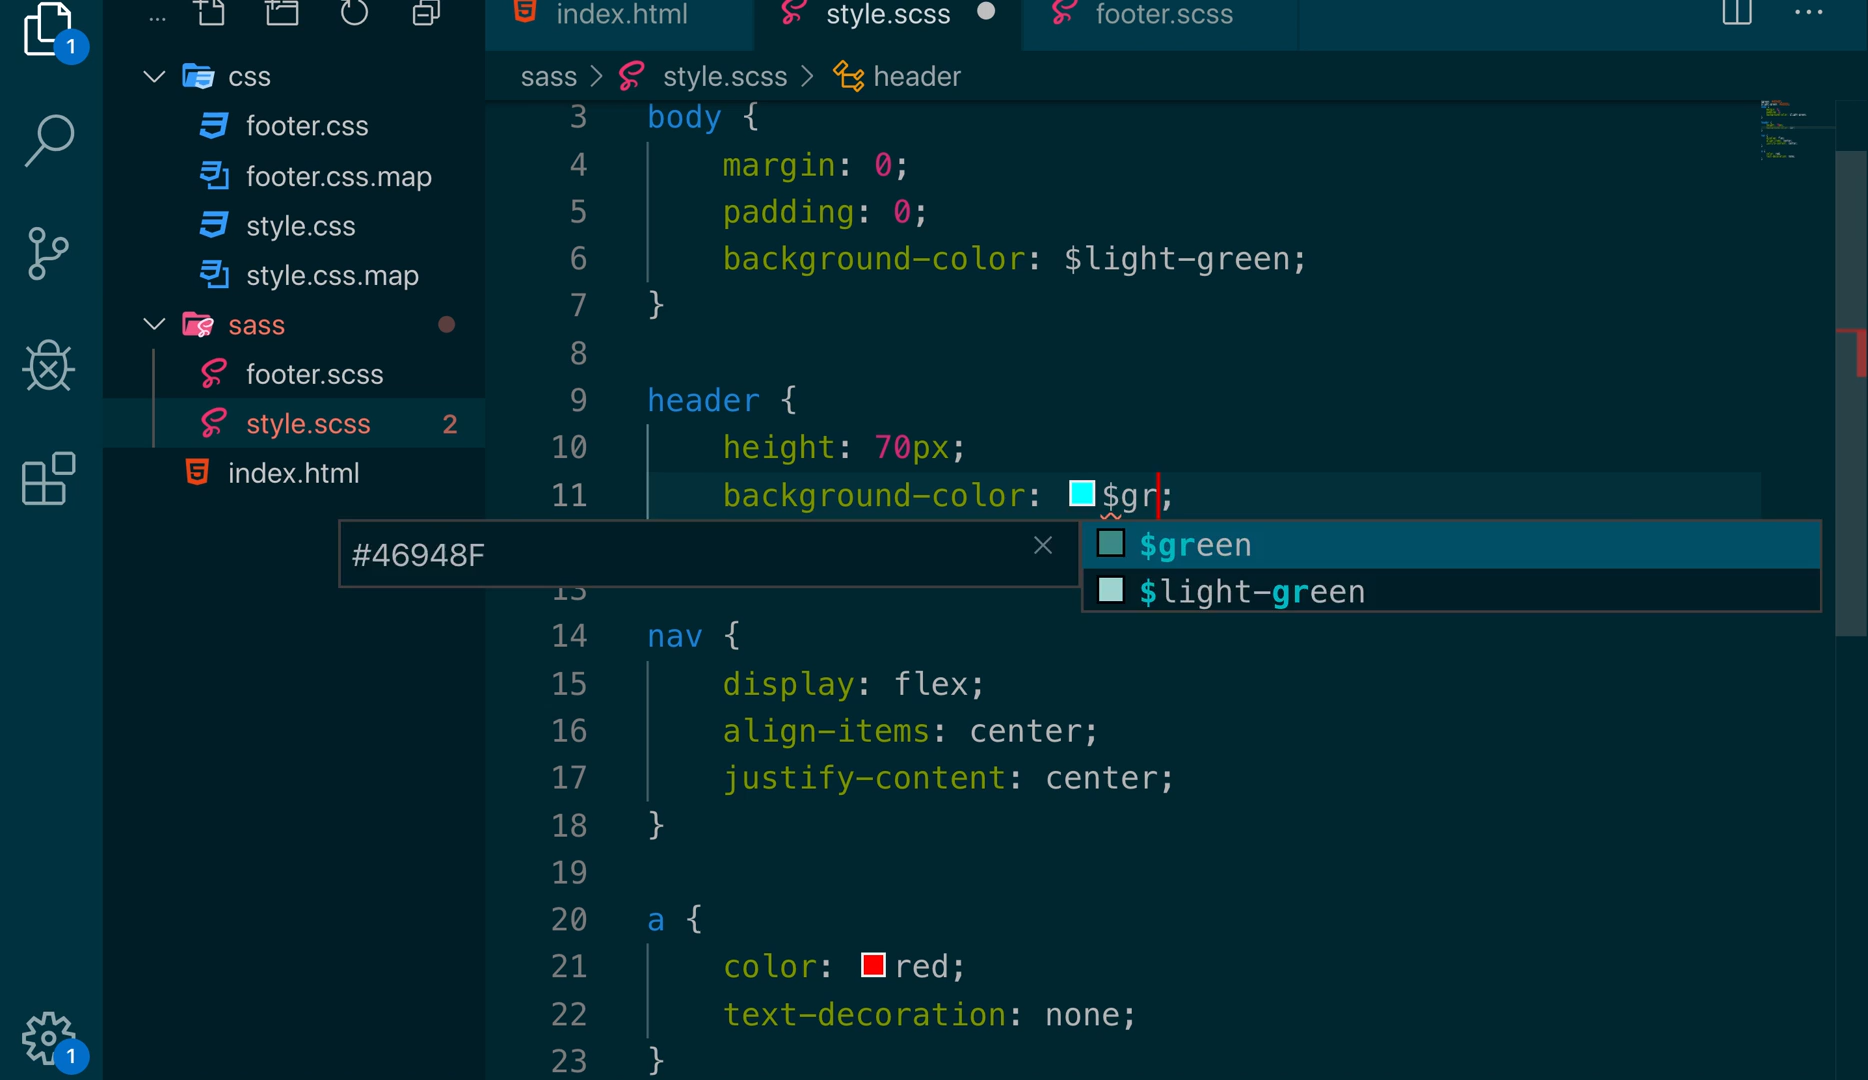 index.html
style.scss
footer.scss
1
css
footer.css
footer.css.map
style.css
style.css.map
sass
footer.scss
style.scss 2
index.html
1
sass > style.scss > header
3 body {
4 margin: 0;
5 padding: 0;
6 background-color: $light-green;
7 }
8
9 header {
10 height: 70px;
11 background-color: $gr;
#46948F
$green
$light-green
13
14 nav {
15 display: flex;
16 align-items: center;
17 justify-content: center;
18 }
19
20 a {
21 color: red;
22 text-decoration: none;
23 }